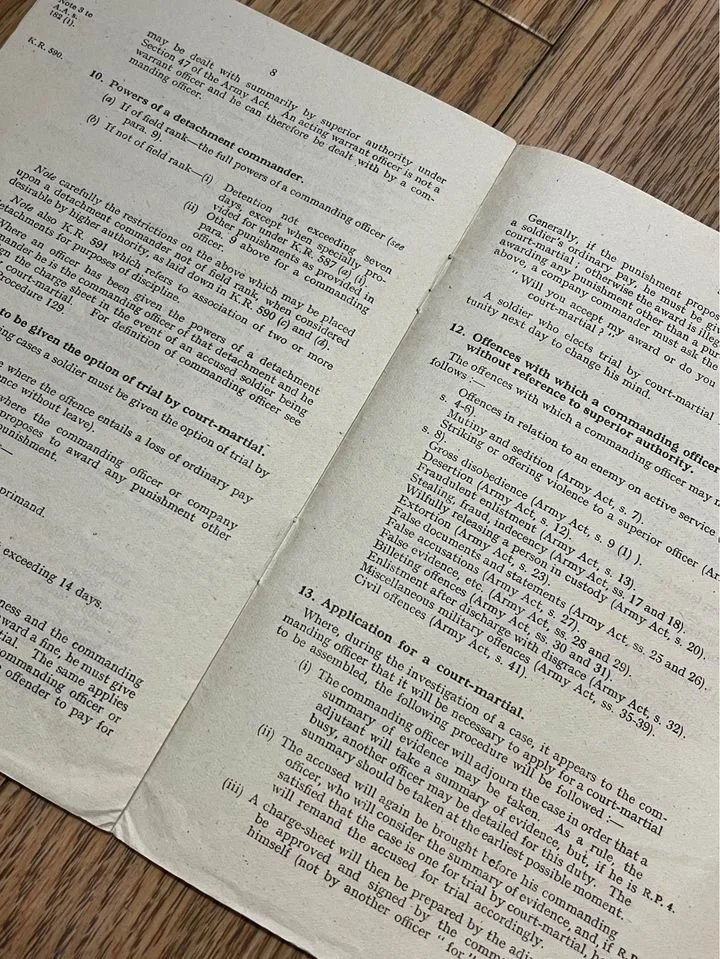 Note 3 to
A.A. s.
182 (1).
K.R. 590.
8
may be dealt with summarily by superior authority under
Section 47 of the Army Act. An acting warrant officer is not a
warrant officer and he can therefore be dealt with by a com-
manding officer.
10. Powers of a detachment commander.
(a) If of field rank—the full powers of a commanding officer (see
para. 9).
(b) If not of field rank—(i) Detention not exceeding seven
days, except when specially pro-
vided for under K.R. 587 (a) (i).
(ii) Other punishments as provided in
para. 9 above for a commanding
officer.
Note carefully the restrictions on the above which may be placed
upon a detachment commander, not of field rank, when considered
desirable by higher authority, as laid down in K.R. 590 (c) and (d).
Note also K.R. 591 which refers to association of two or more
detachments for purposes of discipline.
Where an officer has been given the powers of a detachment
mander he is the commanding officer of that detachment and he
gn the charge sheet in the event of an accused soldier being
court-martial. For definition of commanding officer see
Procedure 129.
to be given the option of trial by court-martial.
ing cases a soldier must be given the option of trial by
where the offence entails a loss of ordinary pay
nce without leave).
where the commanding officer or company
proposes to award any punishment other
punishment.
primand.
exceeding 14 days.
ness and the commanding
ward a fine, he must give
tial. The same applies
ommanding officer or
offender to pay for
Generally, if the punishment propos
a soldier's ordinary pay, he must be giv
court-martial; otherwise the award is illeg
awarding any punishment other than a pun
above, a company commander must ask the
"Will you accept my award or do you
court-martial?"
A soldier who elects trial by court-martial
tunity next day to change his mind.
12. Offences with which a commanding officer
without reference to superior authority.
The offences with which a commanding officer may
follows:—
Offences in relation to an enemy on active service
s. 4-6)
Mutiny and sedition (Army Act, s. 7).
Striking or offering violence to a superior officer (Ar
s. 8).
Gross disobedience (Army Act, s. 9 (1) ).
Desertion (Army Act, s. 12).
Fraudulent enlistment (Army Act, s. 13).
Stealing, fraud, indecency (Army Act, ss. 17 and 18).
Wilfully releasing a person in custody (Army Act, s. 20).
Extortion (Army Act, s. 23).
False documents and statements (Army Act, ss. 25 and 26).
False accusations (Army Act, s. 27).
False evidence, etc. (Army Act, ss. 28 and 29).
Billeting offences (Army Act, ss. 30 and 31).
Enlistment after discharge with disgrace (Army Act, s. 32).
Miscellaneous military offences (Army Act, ss. 35-39).
Civil offences (Army Act, s. 41).
13. Application for a court-martial.
Where, during the investigation of a case, it appears to the com-
manding officer that it will be necessary to apply for a court-martial
to be assembled, the following procedure will be followed:—
(i) The commanding officer will adjourn the case in order that a
summary of evidence may be taken. As a rule, the
adjutant will take a summary of evidence, but, if he is R.P. 4.
busy, another officer may be detailed for this duty. The
summary should be taken at the earliest possible moment.
(ii) The accused will again be brought before his commanding
officer, who will consider the summary of evidence, and, if R.P.
satisfied that the case is one for trial by court-martial, h
will remand the accused for trial accordingly.
(iii) A charge-sheet will then be prepared by the adj
be approved and signed by the comm
himself (not by another officer "for"